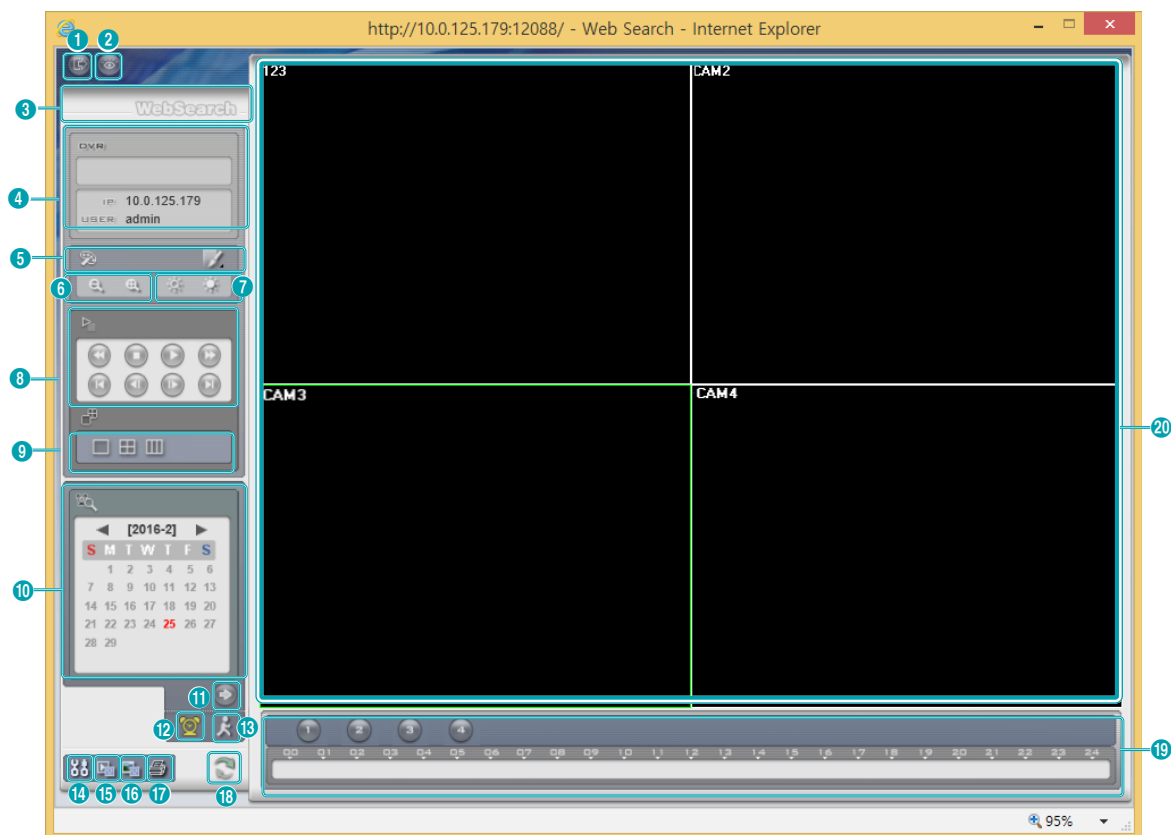 http://10.0.125.179:12088/ - Web Search - Internet Explorer
1
2
3
WebSearch
4
DVR:
IP: 10.0.125.179
USER: admin
5
6
7
8
9
10
[2016-2]
S M T W T F S
1 2 3 4 5 6
7 8 9 10 11 12 13
14 15 16 17 18 19 20
21 22 23 24 25 26 27
28 29
11
12
13
14
15
16
17
18
123
CAM2
CAM3
CAM4
20
1 2 3 4
00 01 02 03 04 05 06 07 08 09 10 11 12 13 14 15 16 17 18 19 20 21 22 23 24
19
95%